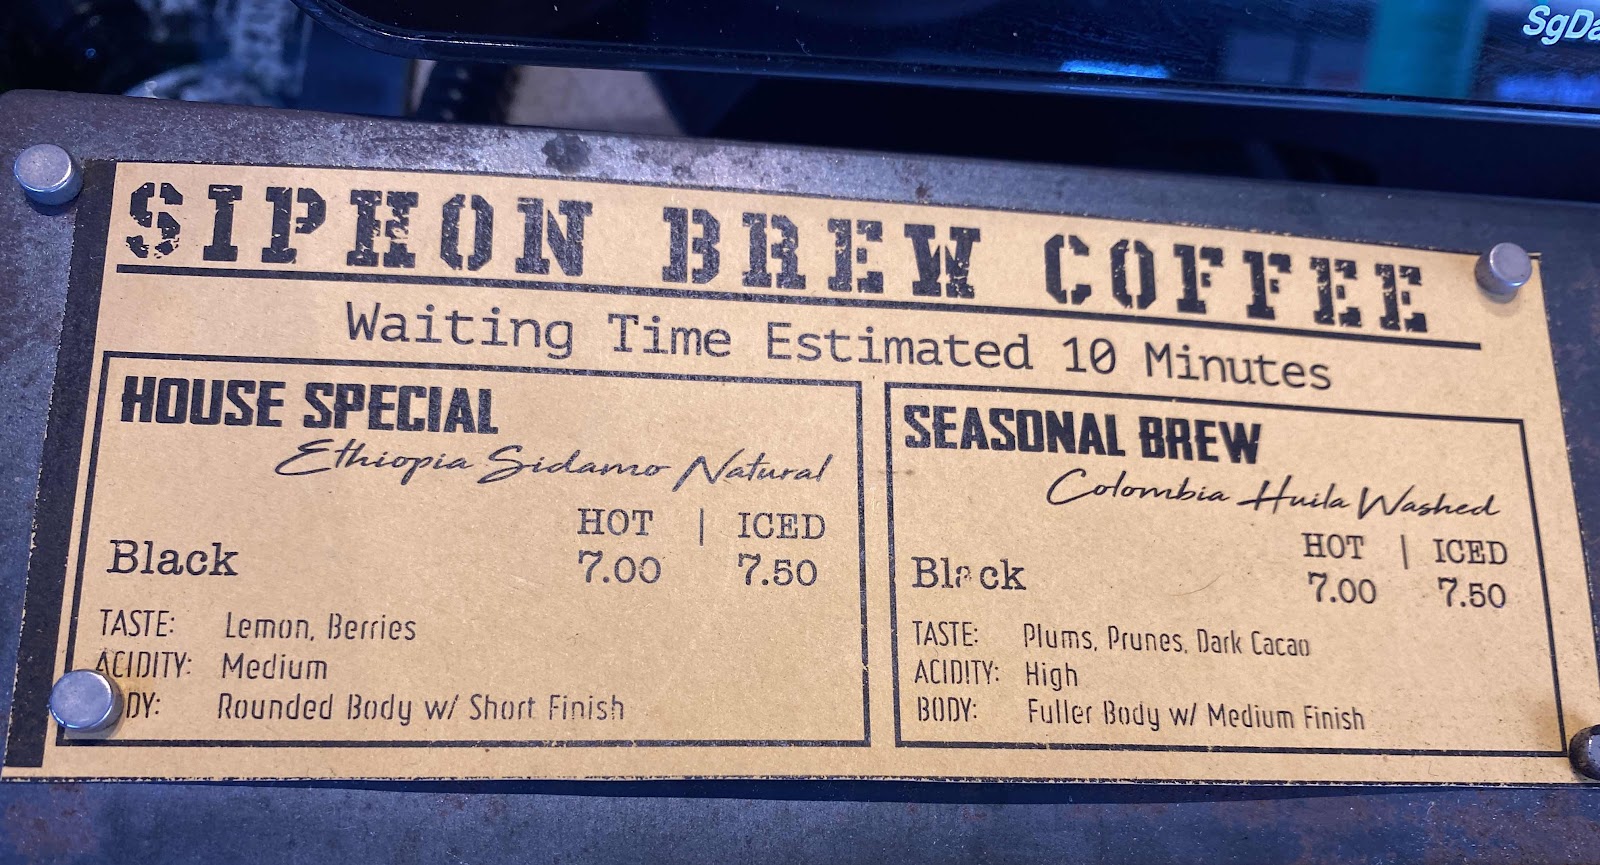 SIPHON BREW COFFEE
Waiting Time Estimated 10 Minutes
HOUSE SPECIAL
Ethiopia Sidamo Natural
HOT | ICED
Black 7.00 7.50
TASTE: Lemon, Berries
ACIDITY: Medium
DY: Rounded Body w/ Short Finish
SEASONAL BREW
Colombia Huila Washed
HOT | ICED
Black 7.00 7.50
TASTE: Plums, Prunes, Dark Cacao
ACIDITY: High
BODY: Fuller Body w/ Medium Finish